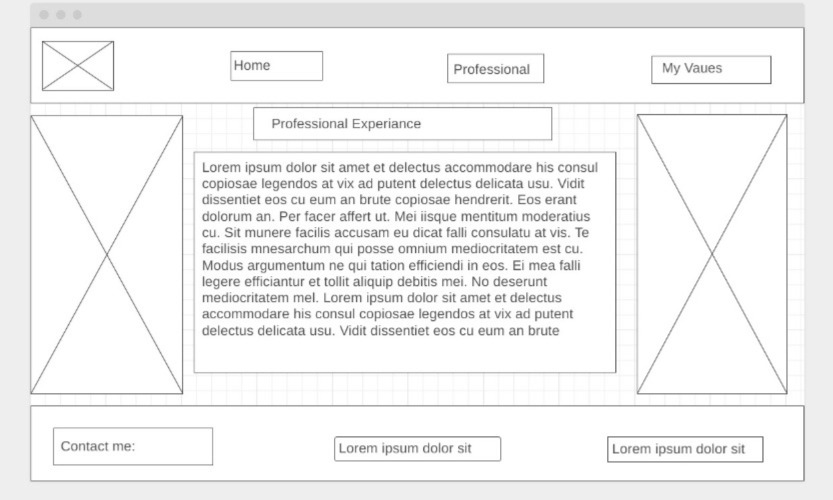 Home
Professional
My Vaues
Professional Experiance
Lorem ipsum dolor sit amet et delectus accommodare his consul
copiosae legendos at vix ad putent delectus delicata usu. Vidit
dissentiet eos cu eum an brute copiosae hendrerit. Eos erant
dolorum an. Per facer affert ut. Mei iisque mentitum moderatius
cu. Sit munere facilis accusam eu dicat falli consulatu at vis. Te
facilisis mnesarchum qui posse omnium mediocritatem est cu.
Modus argumentum ne qui tation efficiendi in eos. Ei mea falli
legere efficiantur et tollit aliquip debitis mei. No deserunt
mediocritatem mel. Lorem ipsum dolor sit amet et delectus
accommodare his consul copiosae legendos at vix ad putent
delectus delicata usu. Vidit dissentiet eos cu eum an brute
Contact me:
Lorem ipsum dolor sit
Lorem ipsum dolor sit